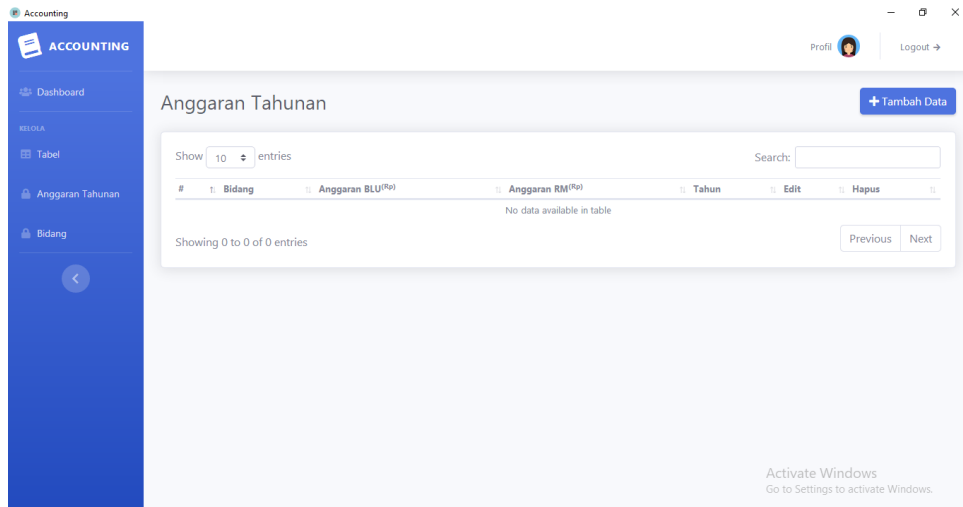 Accounting
ACCOUNTING
Profil
Logout →
Dashboard
KELOLA
Tabel
Anggaran Tahunan
Bidang
Anggaran Tahunan
+ Tambah Data
Show 10 entries
Search:
# Bidang Anggaran BLU(Rp) Anggaran RM(Rp) Tahun Edit Hapus
No data available in table
Showing 0 to 0 of 0 entries
Previous Next
Activate Windows
Go to Settings to activate Windows.